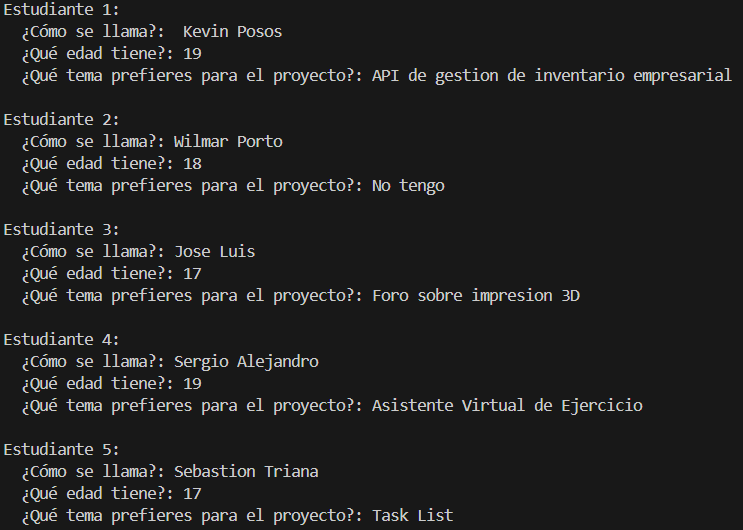 Estudiante 1:
¿Cómo se llama?:  Kevin Posos
¿Qué edad tiene?: 19
¿Qué tema prefieres para el proyecto?: API de gestion de inventario empresarial
Estudiante 2:
¿Cómo se llama?: Wilmar Porto
¿Qué edad tiene?: 18
¿Qué tema prefieres para el proyecto?: No tengo
Estudiante 3:
¿Cómo se llama?: Jose Luis
¿Qué edad tiene?: 17
¿Qué tema prefieres para el proyecto?: Foro sobre impresion 3D
Estudiante 4:
¿Cómo se llama?: Sergio Alejandro
¿Qué edad tiene?: 19
¿Qué tema prefieres para el proyecto?: Asistente Virtual de Ejercicio
Estudiante 5:
¿Cómo se llama?: Sebastion Triana
¿Qué edad tiene?: 17
¿Qué tema prefieres para el proyecto?: Task List